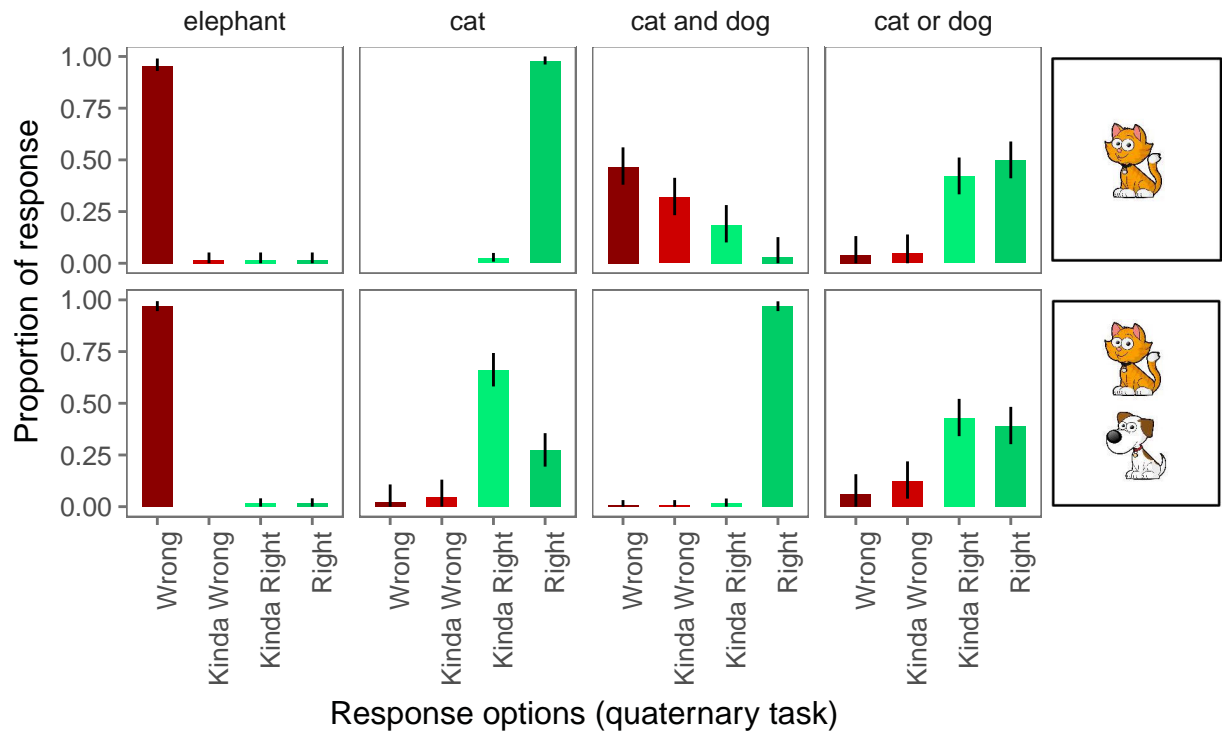 elephant cat cat and dog cat or dog
Proportion of response
1.00
0.75
0.50
0.25
0.00
1.00
0.75
0.50
0.25
0.00
Wrong Kinda Wrong Kinda Right Right Wrong Kinda Wrong Kinda Right Right Wrong Kinda Wrong Kinda Right Right Wrong Kinda Wrong Kinda Right Right
Response options (quaternary task)